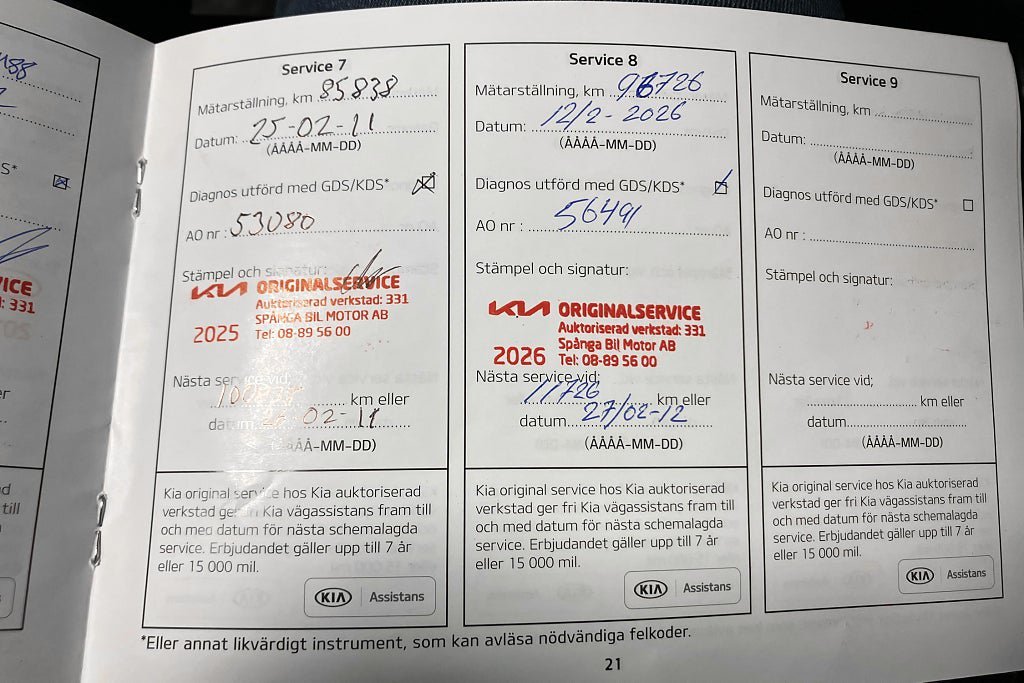 Service 7
Mätarställning, km 85838
Datum: 25-02-11
(ÅÅÅÅ-MM-DD)
Diagnos utförd med GDS/KDS*
AO nr : 53080
Stämpel och signatur:
KIA ORIGINALSERVICE
Auktoriserad verkstad: 331
SPÅNGA BIL MOTOR AB
2025 Tel: 08-89 56 00
Nästa service vid;
km eller
datum 26-02-11
(ÅÅÅÅ-MM-DD)
Kia original service hos Kia auktoriserad
verkstad ger fri Kia vägassistans fram till
och med datum för nästa schemalagda
service. Erbjudandet gäller upp till 7 år
eller 15 000 mil.
KIA Assistans
Service 8
Mätarställning, km 96726
Datum: 12/2-2026
(ÅÅÅÅ-MM-DD)
Diagnos utförd med GDS/KDS*
AO nr : 56491
Stämpel och signatur:
KIA ORIGINALSERVICE
Auktoriserad verkstad: 331
Spånga Bil Motor AB
2026 Tel: 08-89 56 00
Nästa service vid;
11726 km eller
datum 27/02-12
(ÅÅÅÅ-MM-DD)
Kia original service hos Kia auktoriserad
verkstad ger fri Kia vägassistans fram till
och med datum för nästa schemalagda
service. Erbjudandet gäller upp till 7 år
eller 15 000 mil.
KIA Assistans
Service 9
Mätarställning, km
Datum:
(ÅÅÅÅ-MM-DD)
Diagnos utförd med GDS/KDS*
AO nr :
Stämpel och signatur:
Nästa service vid;
km eller
datum
(ÅÅÅÅ-MM-DD)
Kia original service hos Kia auktoriserad
verkstad ger fri Kia vägassistans fram till
och med datum för nästa schemalagda
service. Erbjudandet gäller upp till 7 år
eller 15 000 mil.
KIA Assistans
*Eller annat likvärdigt instrument, som kan avläsa nödvändiga felkoder.
21